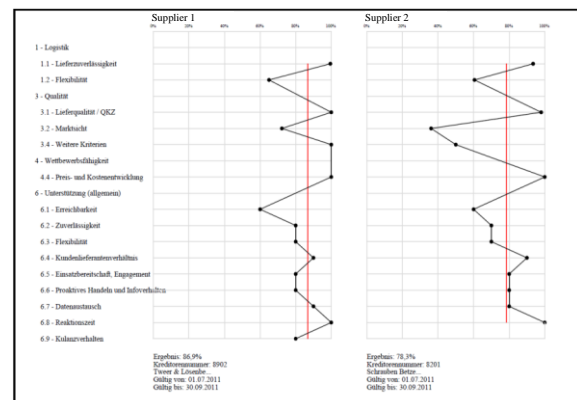 Supplier 1
Supplier 2
0% 20% 40% 60% 80% 100%
0% 20% 40% 60% 80% 100%
1 - Logistik
1.1 - Lieferzuverlässigkeit
1.2 - Flexibilität
3 - Qualität
3.1 - Lieferqualität / QKZ
3.2 - Marktsicht
3.4 - Weitere Kriterien
4 - Wettbewerbsfähigkeit
4.4 - Preis- und Kostenentwicklung
6 - Unterstützung (allgemein)
6.1 - Erreichbarkeit
6.2 - Zuverlässigkeit
6.3 - Flexibilität
6.4 - Kundenlieferantenverhältnis
6.5 - Einsatzbereitschaft, Engagement
6.6 - Proaktives Handeln und Infoverhalten
6.7 - Datenaustausch
6.8 - Reaktionszeit
6.9 - Kulanzverhalten
Ergebnis: 86,9%
Kreditorennummer: 8902
Tweer & Lösenbe...
Gültig von: 01.07.2011
Gültig bis: 30.09.2011
Ergebnis: 78,3%
Kreditorennummer: 8201
Schrauben Betze...
Gültig von: 01.07.2011
Gültig bis: 30.09.2011